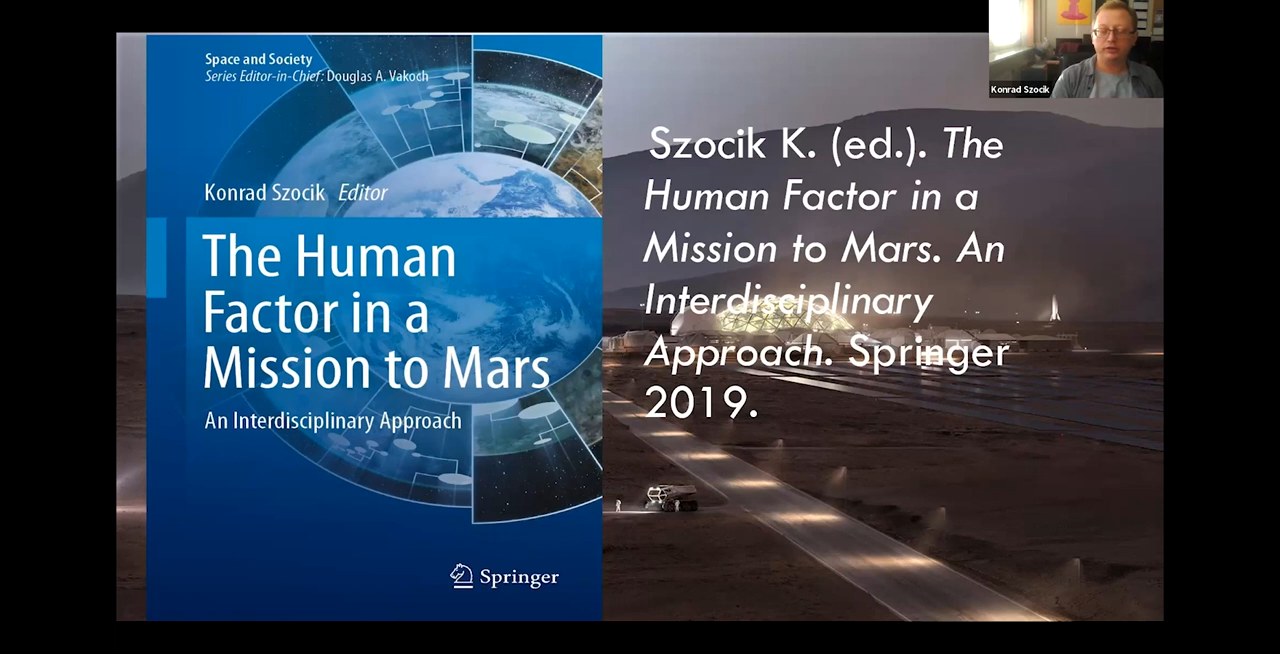 Space and Society
Series Editor-in-Chief: Douglas A. Vakoch
Konrad Szocik Editor
The Human
Factor in a
Mission to Mars
An Interdisciplinary Approach
Springer
Szocik K. (ed.). The
Human Factor in a
Mission to Mars. An
Interdisciplinary
Approach. Springer
2019.
Konrad Szocik